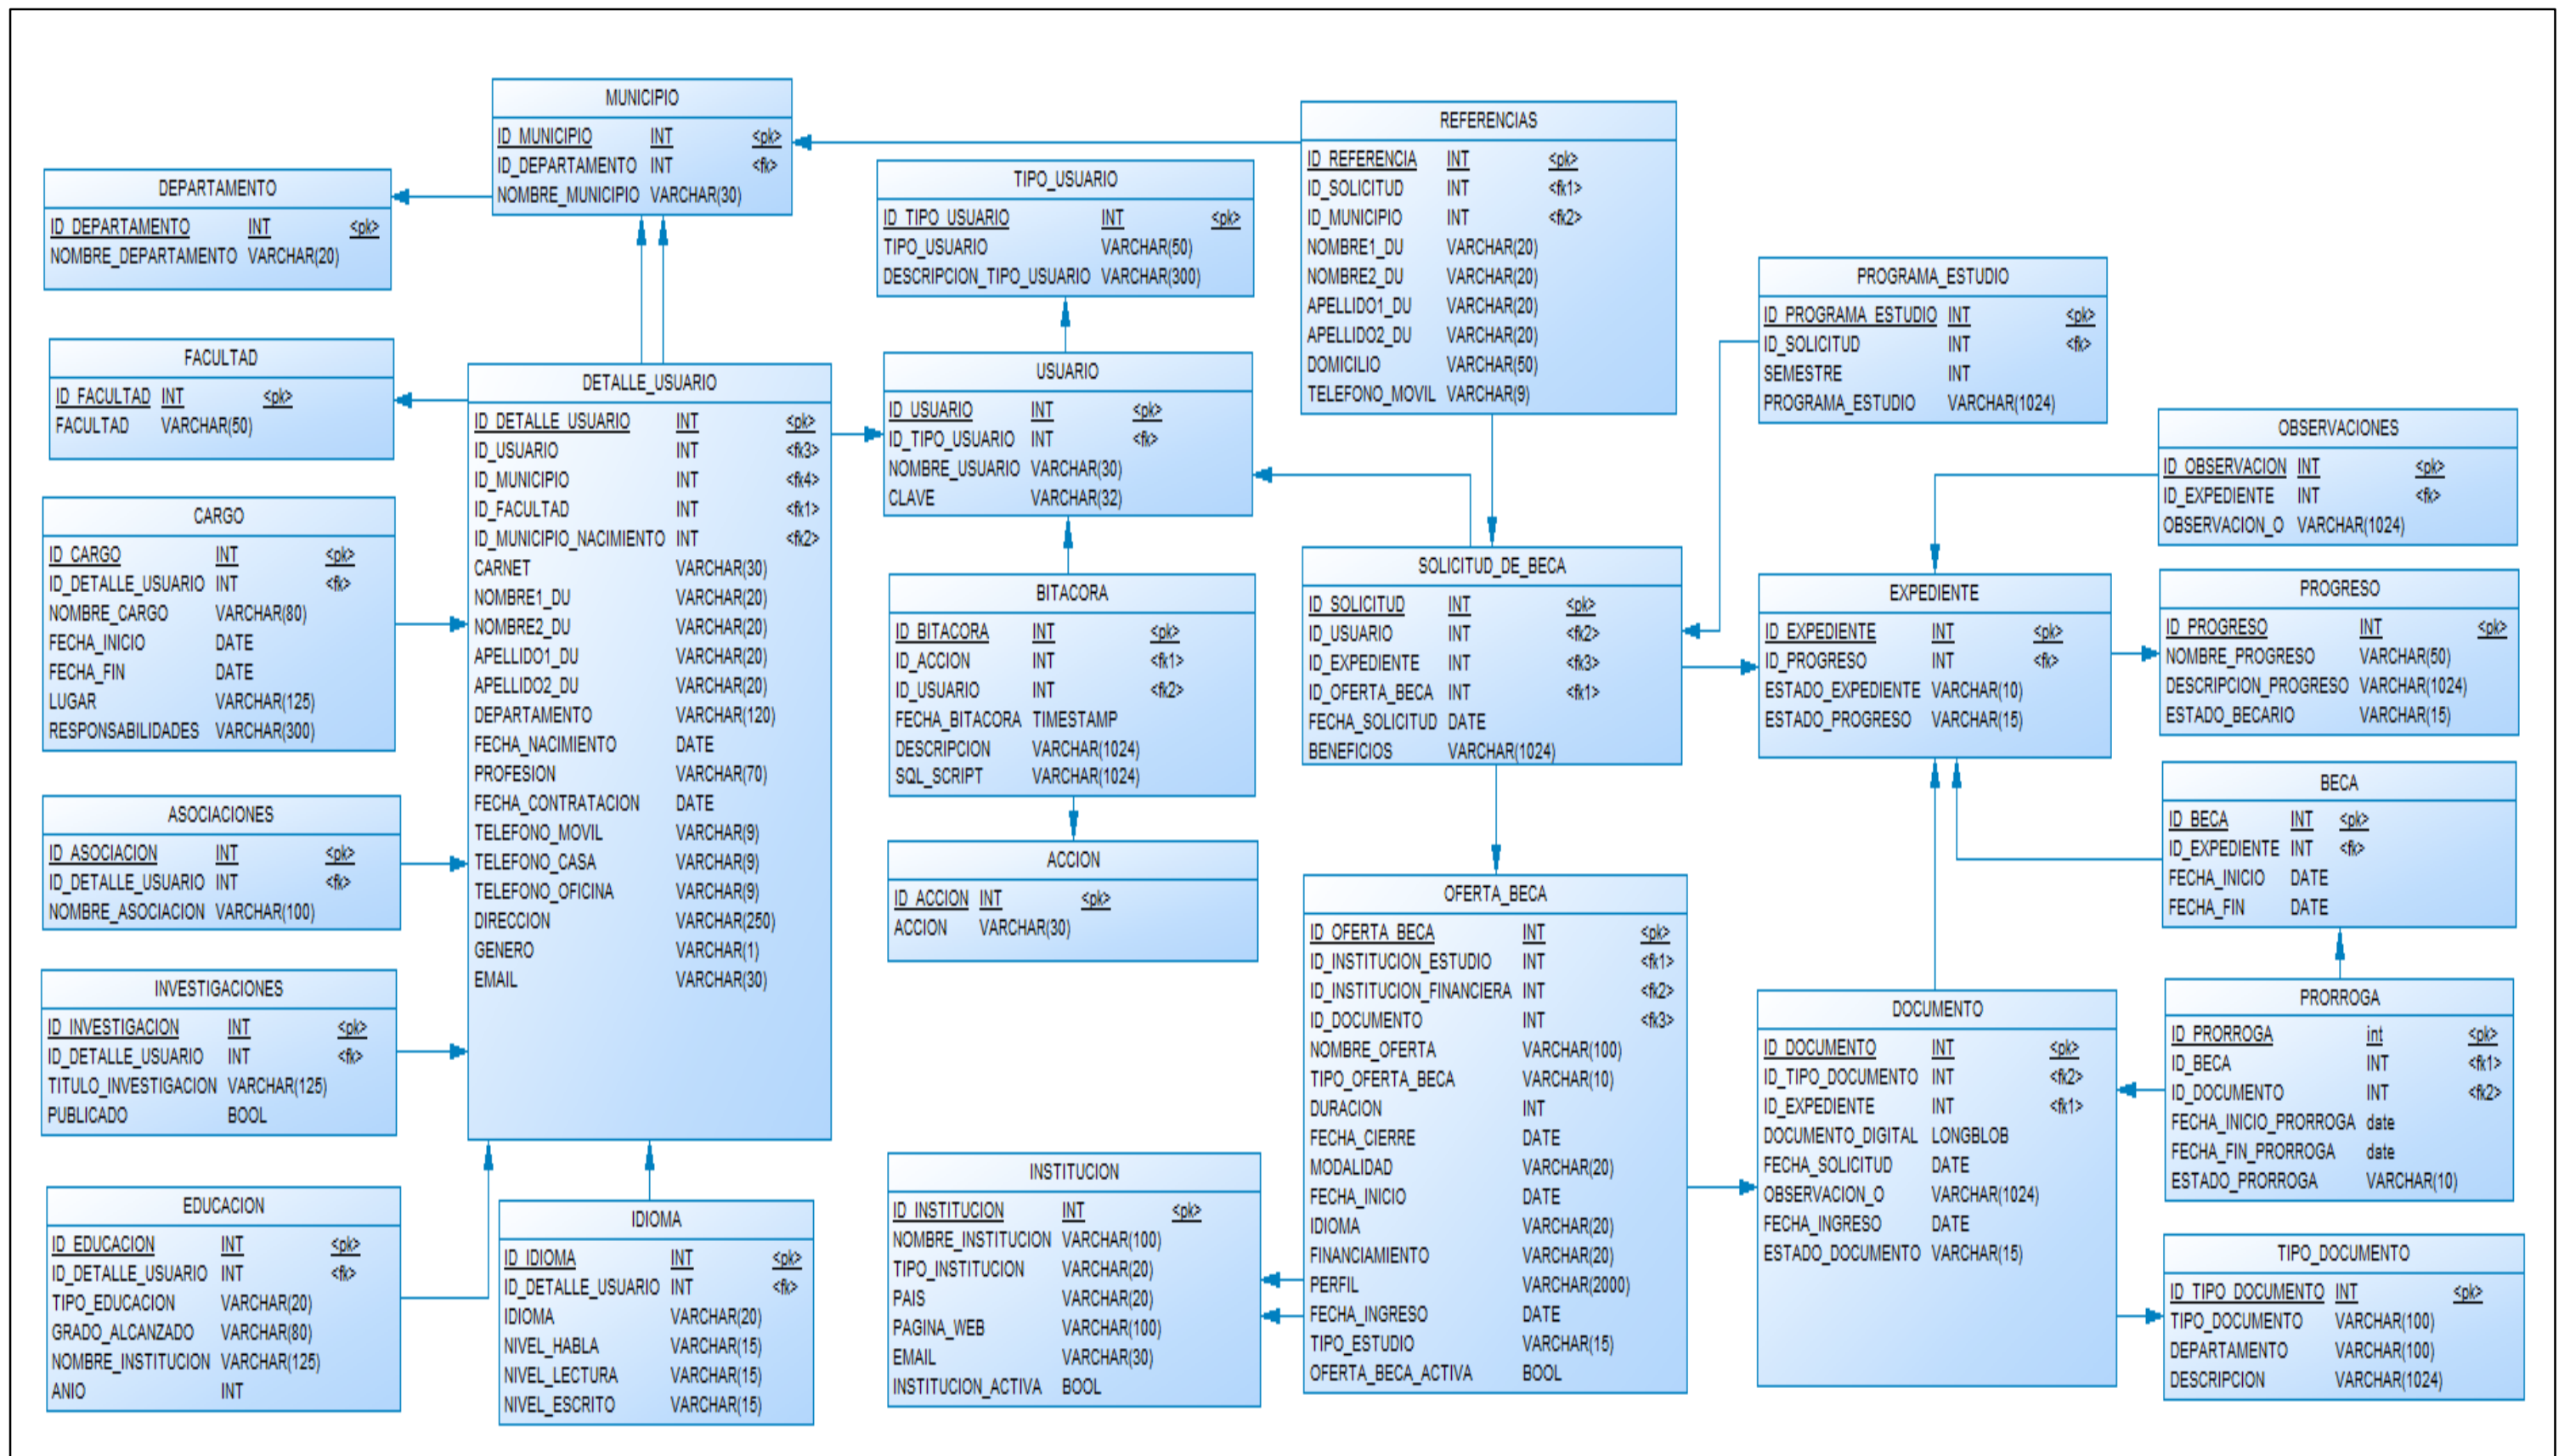 MUNICIPIO
ID_MUNICIPIO INT <pk>
ID_DEPARTAMENTO INT <fk>
NOMBRE_MUNICIPIO VARCHAR(30)
DEPARTAMENTO
ID_DEPARTAMENTO INT <pk>
NOMBRE_DEPARTAMENTO VARCHAR(20)
FACULTAD
ID_FACULTAD INT <pk>
FACULTAD VARCHAR(50)
CARGO
ID_CARGO INT <pk>
ID_DETALLE_USUARIO INT <fk>
NOMBRE_CARGO VARCHAR(80)
FECHA_INICIO DATE
FECHA_FIN DATE
LUGAR VARCHAR(125)
RESPONSABILIDADES VARCHAR(300)
ASOCIACIONES
ID_ASOCIACION INT <pk>
ID_DETALLE_USUARIO INT <fk>
NOMBRE_ASOCIACION VARCHAR(100)
INVESTIGACIONES
ID_INVESTIGACION INT <pk>
ID_DETALLE_USUARIO INT <fk>
TITULO_INVESTIGACION VARCHAR(125)
PUBLICADO BOOL
EDUCACION
ID_EDUCACION INT <pk>
ID_DETALLE_USUARIO INT <fk>
TIPO_EDUCACION VARCHAR(20)
GRADO_ALCANZADO VARCHAR(80)
NOMBRE_INSTITUCION VARCHAR(125)
ANIO INT
DETALLE_USUARIO
ID_DETALLE_USUARIO INT <pk>
ID_USUARIO INT <fk3>
ID_MUNICIPIO INT <fk4>
ID_FACULTAD INT <fk1>
ID_MUNICIPIO_NACIMIENTO INT <fk2>
CARNET VARCHAR(30)
NOMBRE1_DU VARCHAR(20)
NOMBRE2_DU VARCHAR(20)
APELLIDO1_DU VARCHAR(20)
APELLIDO2_DU VARCHAR(20)
DEPARTAMENTO VARCHAR(120)
FECHA_NACIMIENTO DATE
PROFESION VARCHAR(70)
FECHA_CONTRATACION DATE
TELEFONO_MOVIL VARCHAR(9)
TELEFONO_CASA VARCHAR(9)
TELEFONO_OFICINA VARCHAR(9)
DIRECCION VARCHAR(250)
GENERO VARCHAR(1)
EMAIL VARCHAR(30)
IDIOMA
ID_IDIOMA INT <pk>
ID_DETALLE_USUARIO INT <fk>
IDIOMA VARCHAR(20)
NIVEL_HABLA VARCHAR(15)
NIVEL_LECTURA VARCHAR(15)
NIVEL_ESCRITO VARCHAR(15)
TIPO_USUARIO
ID_TIPO_USUARIO INT <pk>
TIPO_USUARIO VARCHAR(50)
DESCRIPCION_TIPO_USUARIO VARCHAR(300)
USUARIO
ID_USUARIO INT <pk>
ID_TIPO_USUARIO INT <fk>
NOMBRE_USUARIO VARCHAR(30)
CLAVE VARCHAR(32)
BITACORA
ID_BITACORA INT <pk>
ID_ACCION INT <fk1>
ID_USUARIO INT <fk2>
FECHA_BITACORA TIMESTAMP
DESCRIPCION VARCHAR(1024)
SQL_SCRIPT VARCHAR(1024)
ACCION
ID_ACCION INT <pk>
ACCION VARCHAR(30)
INSTITUCION
ID_INSTITUCION INT <pk>
NOMBRE_INSTITUCION VARCHAR(100)
TIPO_INSTITUCION VARCHAR(20)
PAIS VARCHAR(20)
PAGINA_WEB VARCHAR(100)
EMAIL VARCHAR(30)
INSTITUCION_ACTIVA BOOL
REFERENCIAS
ID_REFERENCIA INT <pk>
ID_SOLICITUD INT <fk1>
ID_MUNICIPIO INT <fk2>
NOMBRE1_DU VARCHAR(20)
NOMBRE2_DU VARCHAR(20)
APELLIDO1_DU VARCHAR(20)
APELLIDO2_DU VARCHAR(20)
DOMICILIO VARCHAR(50)
TELEFONO_MOVIL VARCHAR(9)
SOLICITUD_DE_BECA
ID_SOLICITUD INT <pk>
ID_USUARIO INT <fk2>
ID_EXPEDIENTE INT <fk3>
ID_OFERTA_BECA INT <fk1>
FECHA_SOLICITUD DATE
BENEFICIOS VARCHAR(1024)
OFERTA_BECA
ID_OFERTA_BECA INT <pk>
ID_INSTITUCION_ESTUDIO INT <fk1>
ID_INSTITUCION_FINANCIERA INT <fk2>
ID_DOCUMENTO INT <fk3>
NOMBRE_OFERTA VARCHAR(100)
TIPO_OFERTA_BECA VARCHAR(10)
DURACION INT
FECHA_CIERRE DATE
MODALIDAD VARCHAR(20)
FECHA_INICIO DATE
IDIOMA VARCHAR(20)
FINANCIAMIENTO VARCHAR(20)
PERFIL VARCHAR(2000)
FECHA_INGRESO DATE
TIPO_ESTUDIO VARCHAR(15)
OFERTA_BECA_ACTIVA BOOL
PROGRAMA_ESTUDIO
ID_PROGRAMA_ESTUDIO INT <pk>
ID_SOLICITUD INT <fk>
SEMESTRE INT
PROGRAMA_ESTUDIO VARCHAR(1024)
OBSERVACIONES
ID_OBSERVACION INT <pk>
ID_EXPEDIENTE INT <fk>
OBSERVACION_O VARCHAR(1024)
EXPEDIENTE
ID_EXPEDIENTE INT <pk>
ID_PROGRESO INT <fk>
ESTADO_EXPEDIENTE VARCHAR(10)
ESTADO_PROGRESO VARCHAR(15)
PROGRESO
ID_PROGRESO INT <pk>
NOMBRE_PROGRESO VARCHAR(50)
DESCRIPCION_PROGRESO VARCHAR(1024)
ESTADO_BECARIO VARCHAR(15)
BECA
ID_BECA INT <pk>
ID_EXPEDIENTE INT <fk>
FECHA_INICIO DATE
FECHA_FIN DATE
DOCUMENTO
ID_DOCUMENTO INT <pk>
ID_TIPO_DOCUMENTO INT <fk2>
ID_EXPEDIENTE INT <fk1>
DOCUMENTO_DIGITAL LONGBLOB
FECHA_SOLICITUD DATE
OBSERVACION_O VARCHAR(1024)
FECHA_INGRESO DATE
ESTADO_DOCUMENTO VARCHAR(15)
PRORROGA
ID_PRORROGA int <pk>
ID_BECA INT <fk1>
ID_DOCUMENTO INT <fk2>
FECHA_INICIO_PRORROGA date
FECHA_FIN_PRORROGA date
ESTADO_PRORROGA VARCHAR(10)
TIPO_DOCUMENTO
ID_TIPO_DOCUMENTO INT <pk>
TIPO_DOCUMENTO VARCHAR(100)
DEPARTAMENTO VARCHAR(100)
DESCRIPCION VARCHAR(1024)